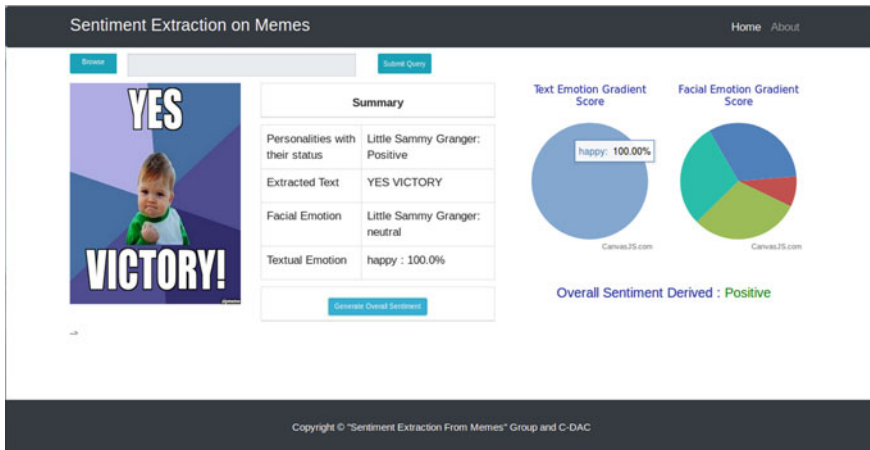 Sentiment Extraction on Memes
Home About
Browse
Submit Query
YES
VICTORY!
Summary
Personalities with their status
Little Sammy Granger: Positive
Extracted Text
YES VICTORY
Facial Emotion
Little Sammy Granger: neutral
Textual Emotion
happy : 100.0%
Generate Overall Sentiment
-->
Text Emotion Gradient
Score
happy: 100.00%
CanvasJS.com
Facial Emotion Gradient
Score
CanvasJS.com
Overall Sentiment Derived : Positive
Copyright © "Sentiment Extraction From Memes" Group and C-DAC